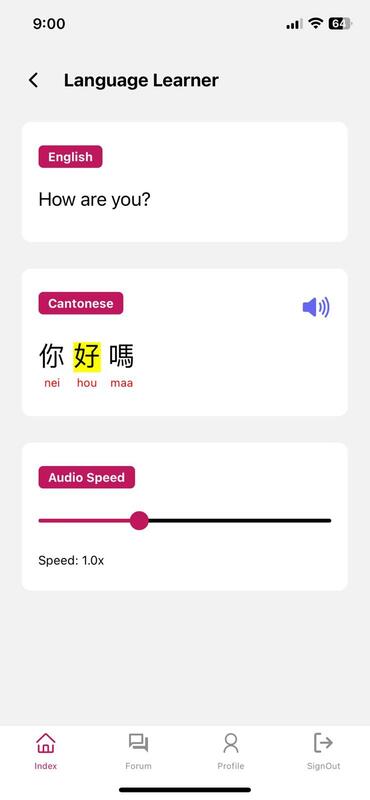 9:00
64
Language Learner
English
How are you?
Cantonese
你 好 嗎
nei hou maa
Audio Speed
Speed: 1.0x
Index Forum Profile SignOut